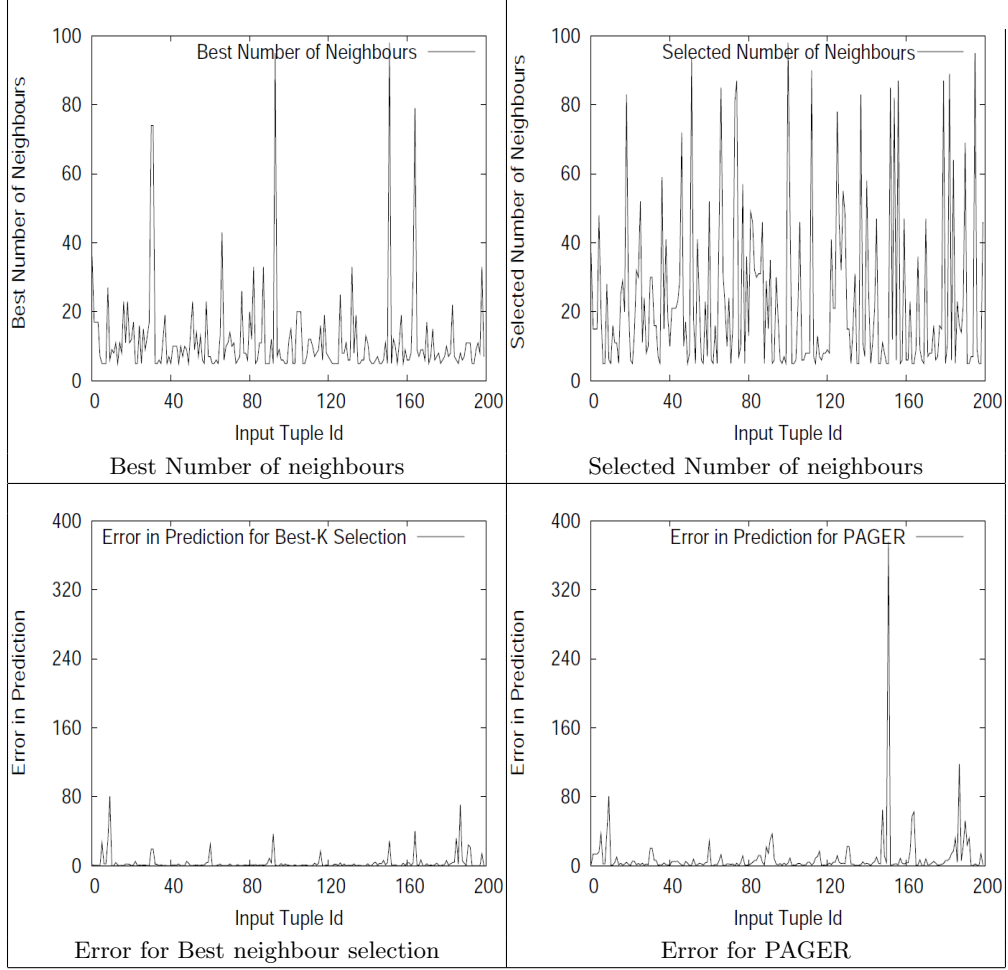 100
80
60
40
20
0
Best Number of Neighbours
Best Number of Neighbours
0 40 80 120 160 200
Input Tuple Id
Best Number of neighbours
100
80
60
40
20
0
Selected Number of Neighbours
Selected Number of Neighbours
0 40 80 120 160 200
Input Tuple Id
Selected Number of neighbours
400
320
240
160
80
0
Error in Prediction
Error in Prediction for Best-K Selection
0 40 80 120 160 200
Input Tuple Id
Error for Best neighbour selection
400
320
240
160
80
0
Error in Prediction
Error in Prediction for PAGER
0 40 80 120 160 200
Input Tuple Id
Error for PAGER